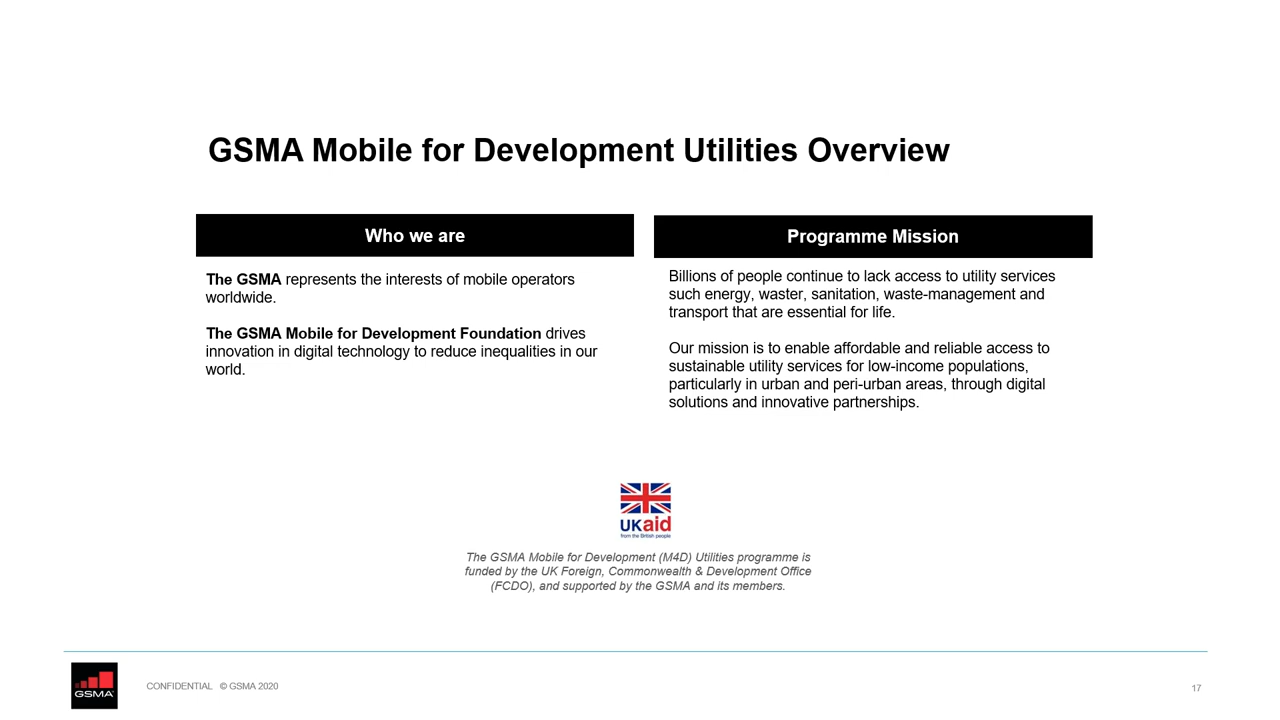 GSMA Mobile for Development Utilities Overview
Who we are
The GSMA represents the interests of mobile operators
worldwide.
The GSMA Mobile for Development Foundation drives
innovation in digital technology to reduce inequalities in our
world.
Programme Mission
Billions of people continue to lack access to utility services
such energy, waster, sanitation, waste-management and
transport that are essential for life.
Our mission is to enable affordable and reliable access to
sustainable utility services for low-income populations,
particularly in urban and peri-urban areas, through digital
solutions and innovative partnerships.
UKaid
from the British people
The GSMA Mobile for Development (M4D) Utilities programme is
funded by the UK Foreign, Commonwealth & Development Office
(FCDO), and supported by the GSMA and its members.
GSMA
CONFIDENTIAL © GSMA 2020
17